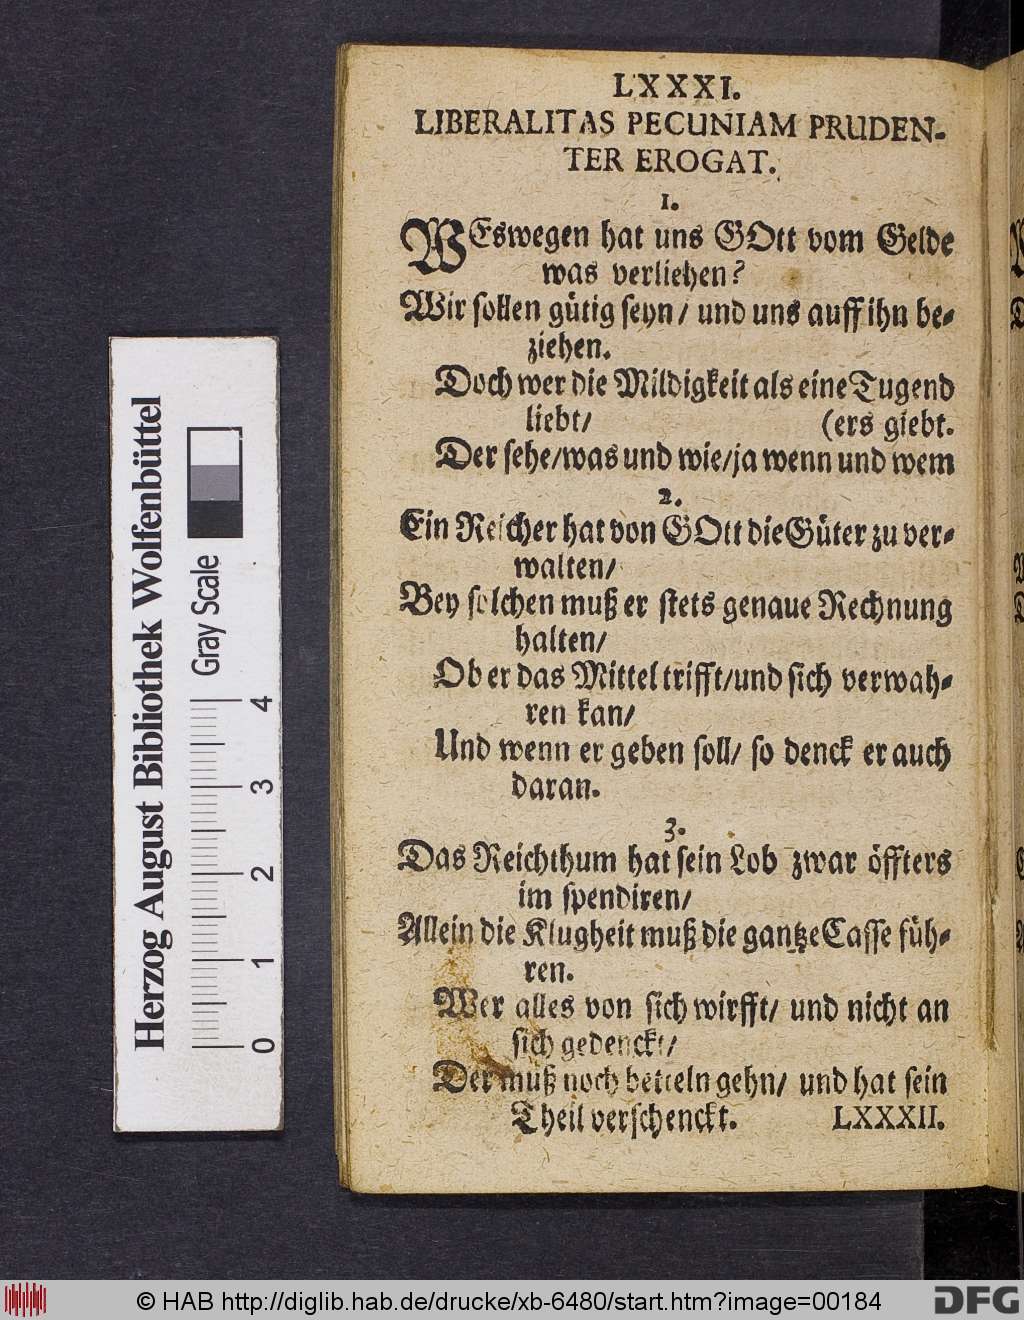 LXXXI.
LIBERALITAS PECUNIAM PRUDEN-
TER EROGAT.
1.
WEswegen hat uns GOtt vom Gelde
was verliehen?
Wir sollen gütig seyn/ und uns auff ihn be-
ziehen.
Doch wer die Mildigkeit als eine Tugend
liebt/ (ers giebt.
Der sehe/was und wie/ja wenn und wem
2.
Ein Reicher hat von GOtt die Güter zu ver-
walten/
Bey solchen muß er stets genaue Rechnung
halten/
Ob er das Mittel trifft/und sich verwah-
ren kan/
Und wenn er geben soll/ so denck er auch
daran.
3.
Das Reichthum hat sein Lob zwar öffters
im spendiren/
Allein die Klugheit muß die gantze Casse füh-
ren.
Wer alles von sich wirfft/ und nicht an
sich gedenckt/
Der muß noch betteln gehn/ und hat sein
Theil verschenckt. LXXXII.
Herzog August Bibliothek Wolfenbüttel
Gray Scale
0 1 2 3 4
© HAB http://diglib.hab.de/drucke/xb-6480/start.htm?image=00184
DFG